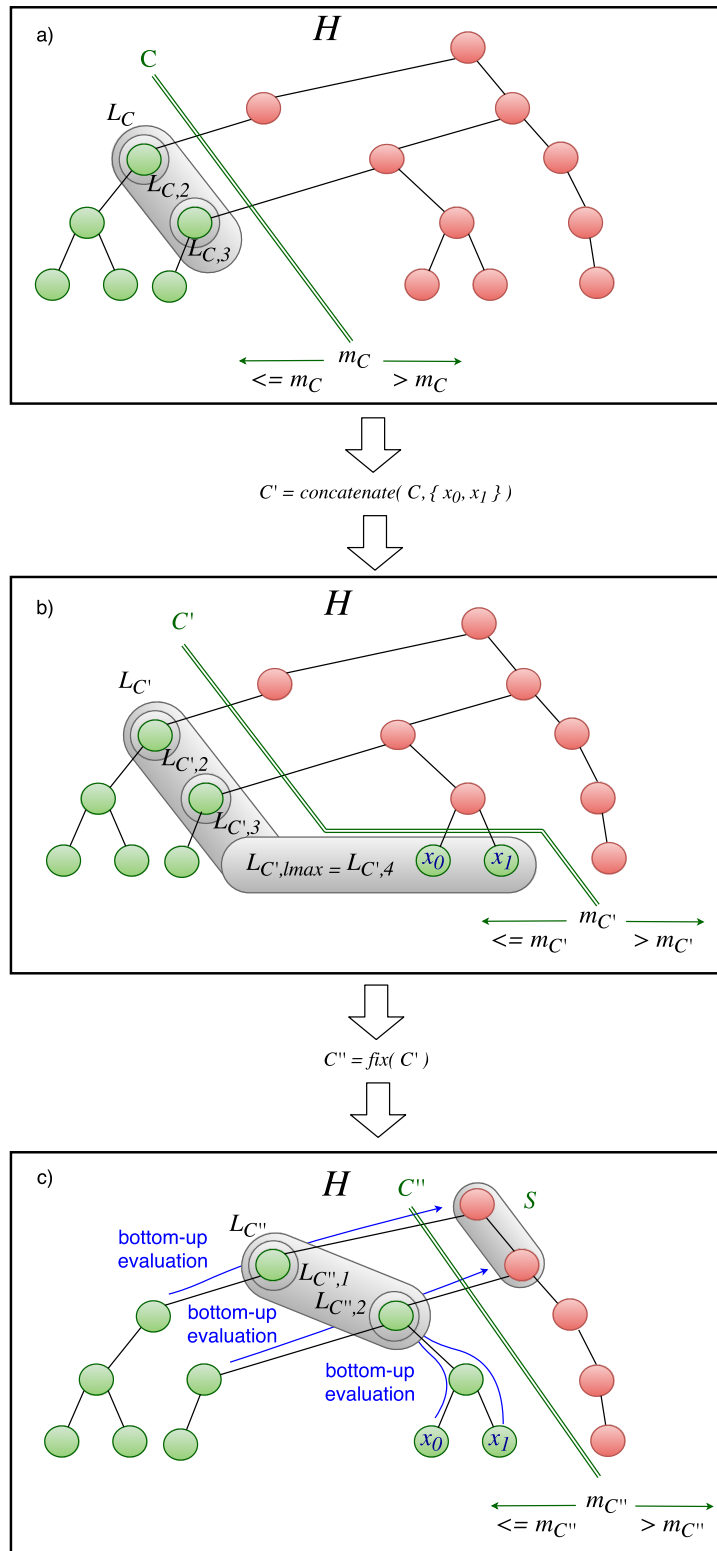 a)
H
C
L_C
L_{C,2}
L_{C,3}
m_C
<= m_C > m_C
C' = concatenate( C, { x_0, x_1 } )
b)
H
C'
L_{C'}
L_{C',2}
L_{C',3}
L_{C',lmax} = L_{C',4}
x_0 x_1
m_{C'}
<= m_{C'} > m_{C'}
C'' = fix( C' )
c)
H
C''
S
bottom-up
evaluation
L_{C''}
L_{C'',1}
bottom-up
evaluation
L_{C'',2}
bottom-up
evaluation
x_0 x_1
m_{C''}
<= m_{C''} > m_{C''}